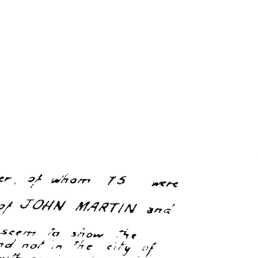 er, of whom 75 were
of JOHN MARTIN and
seem to show the
nd not in the city of